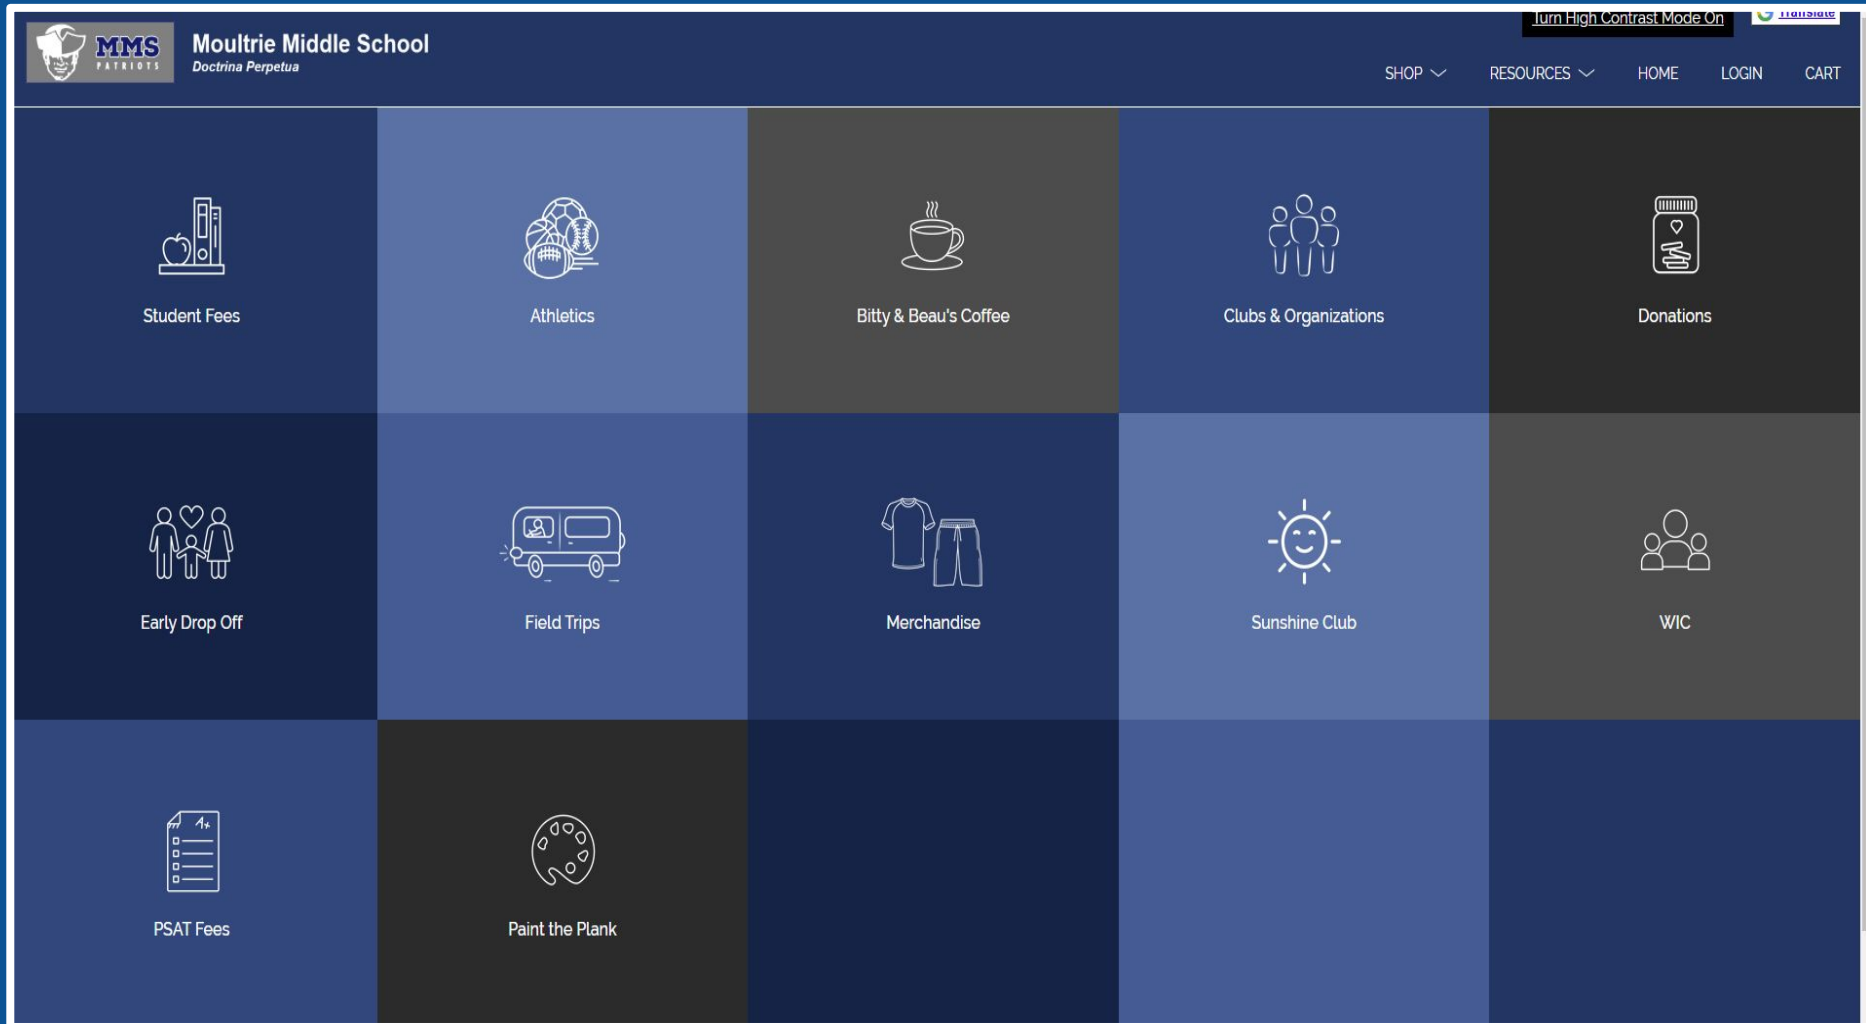 Turn High Contrast Mode On
Translate
MMS
PATRIOTS
Moultrie Middle School
Doctrina Perpetua
SHOP RESOURCES HOME LOGIN CART
Student Fees
Athletics
Bitty & Beau's Coffee
Clubs & Organizations
Donations
Early Drop Off
Field Trips
Merchandise
Sunshine Club
WIC
A+
PSAT Fees
Paint the Plank